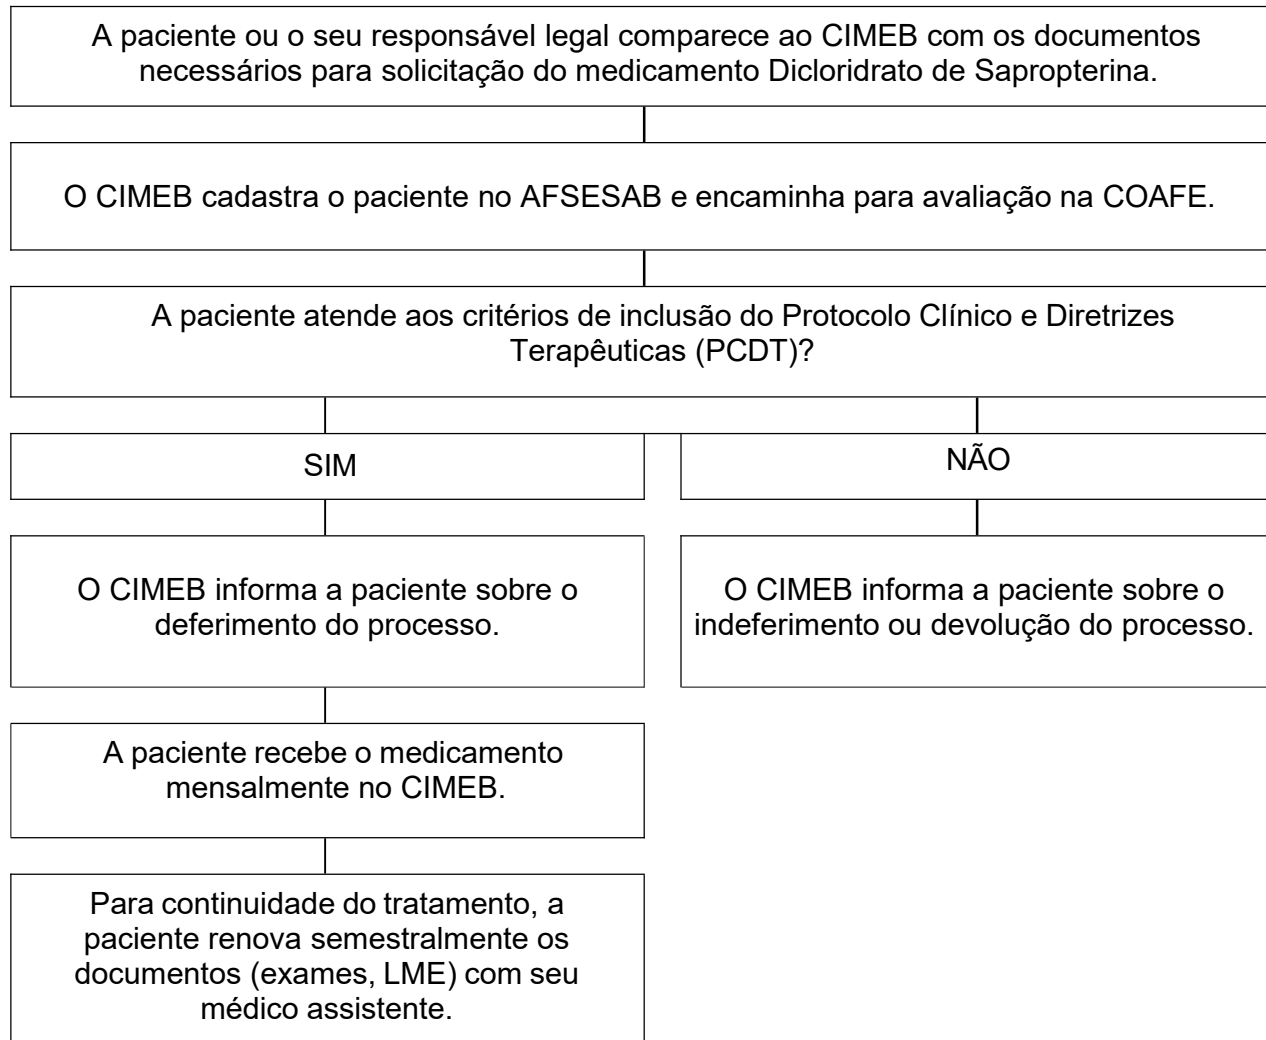 A paciente ou o seu responsável legal comparece ao CIMEB com os documentos
necessários para solicitação do medicamento Dicloridrato de Sapropterina.
O CIMEB cadastra o paciente no AFSESAB e encaminha para avaliação na COAFE.
A paciente atende aos critérios de inclusão do Protocolo Clínico e Diretrizes
Terapêuticas (PCDT)?
SIM
NÃO
O CIMEB informa a paciente sobre o
deferimento do processo.
O CIMEB informa a paciente sobre o
indeferimento ou devolução do processo.
A paciente recebe o medicamento
mensalmente no CIMEB.
Para continuidade do tratamento, a
paciente renova semestralmente os
documentos (exames, LME) com seu
médico assistente.